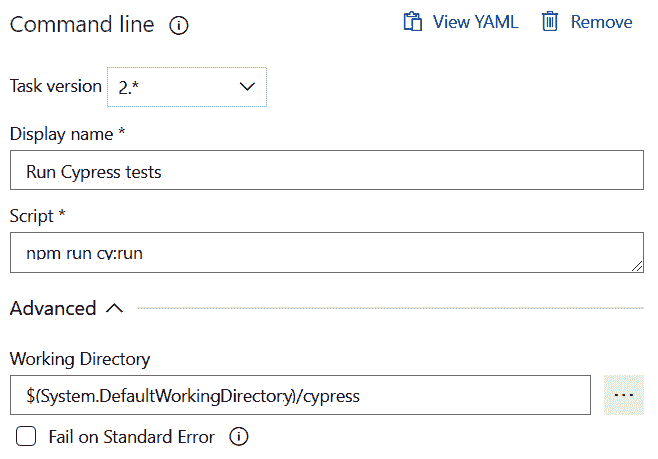 Command line
View YAML
Remove
Task version 2.*
Display name *
Run Cypress tests
Script *
npm run cy:run
Advanced
Working Directory
$(System.DefaultWorkingDirectory)/cypress
Fail on Standard Error